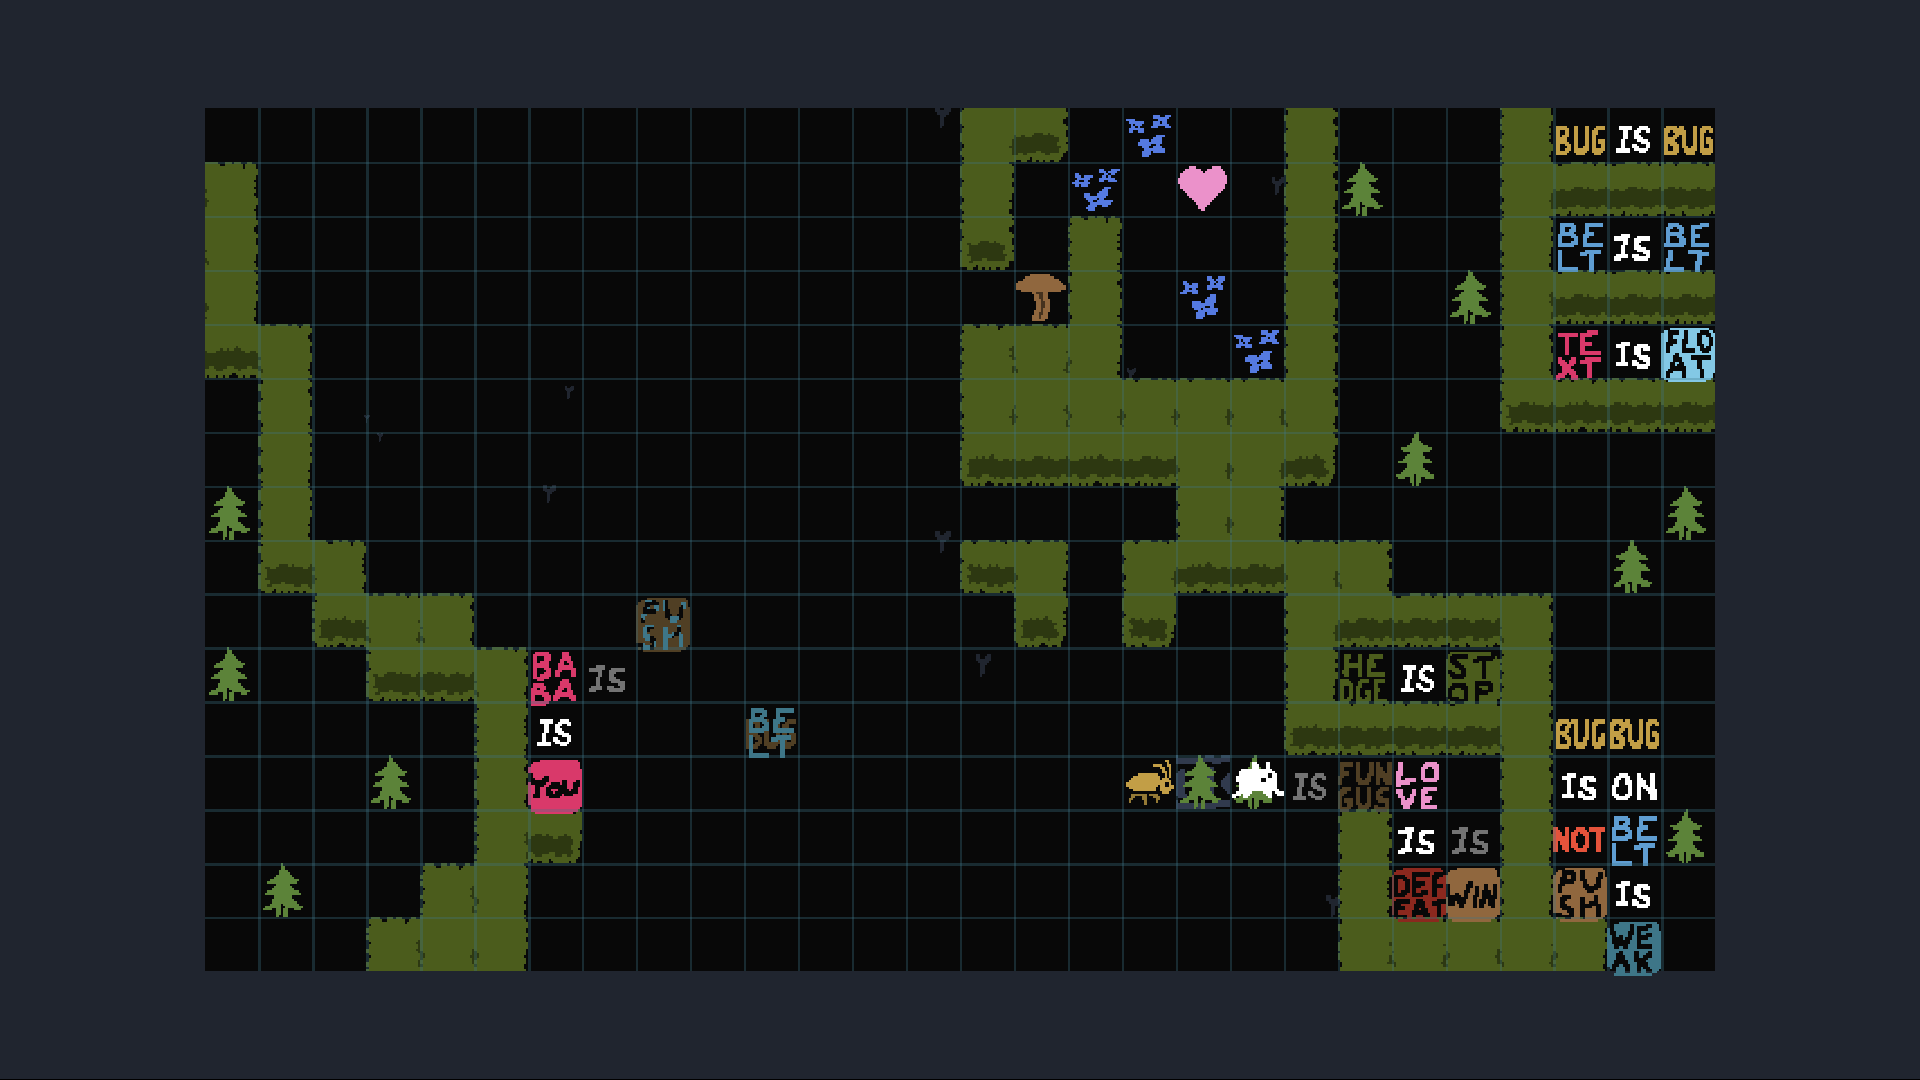 BUG IS BUG
BELT IS BELT
TEXT IS FLOAT
PUSH
BABA IS
HEDGE IS STOP
IS
BELT
BUG BUG
YOU
IS FUNGUS LOVE
IS ON
IS IS
NOT BELT
DEFEAT WIN
PUSH IS
WEAK